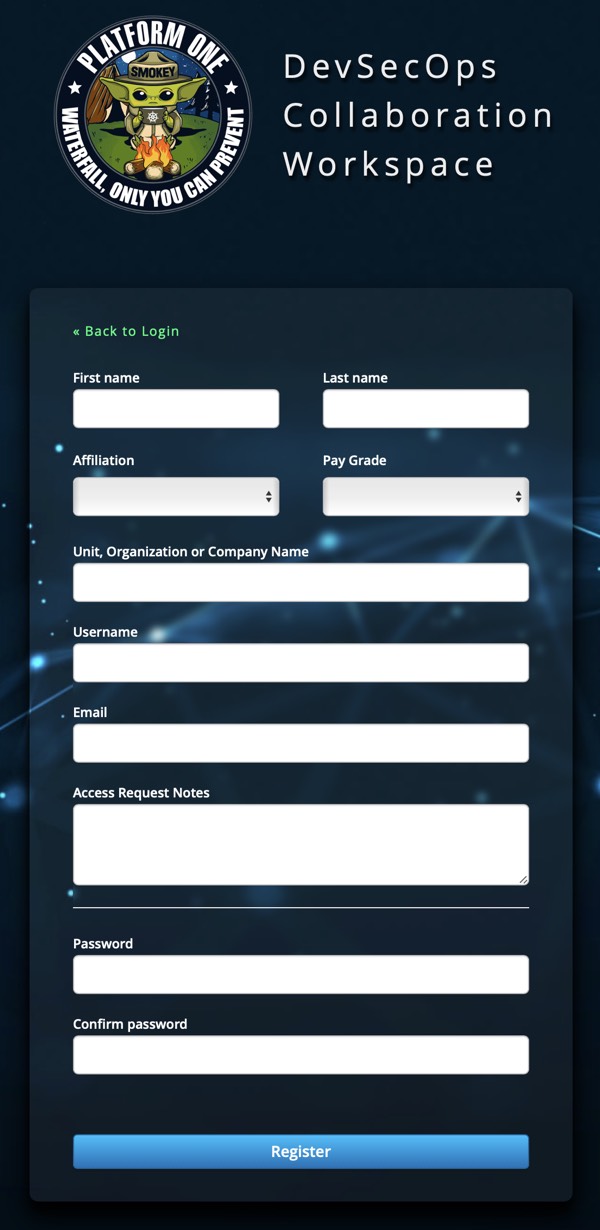 PLATFORM ONE
SMOKEY
WATERFALL, ONLY YOU CAN PREVENT
DevSecOps
Collaboration
Workspace
« Back to Login
First name
Last name
Affiliation
Pay Grade
Unit, Organization or Company Name
Username
Email
Access Request Notes
Password
Confirm password
Register